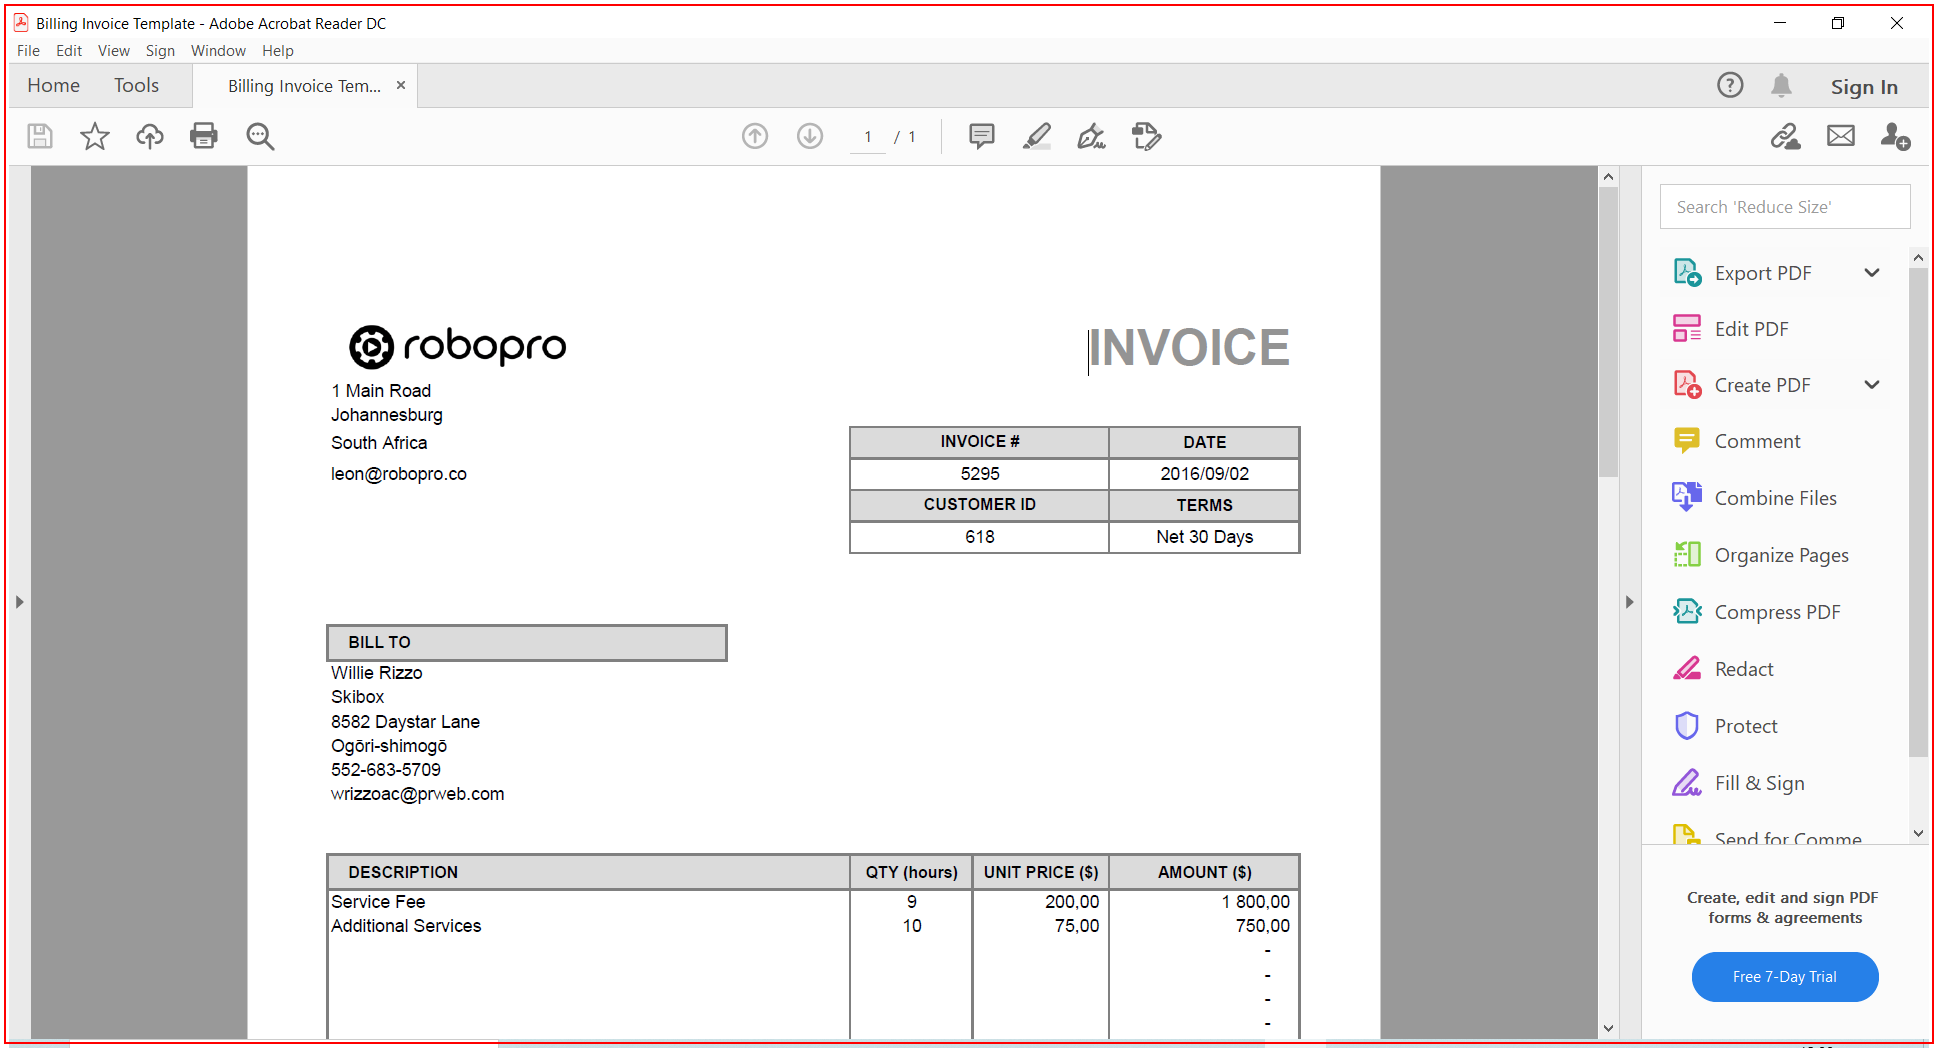 Billing Invoice Template - Adobe Acrobat Reader DC
File Edit View Sign Window Help
Home Tools Billing Invoice Tem... × Sign In
1 / 1
Search 'Reduce Size'
Export PDF
Edit PDF
Create PDF
Comment
Combine Files
Organize Pages
Compress PDF
Redact
Protect
Fill & Sign
Send for Comme
Create, edit and sign PDF
forms & agreements
Free 7-Day Trial
robopro
INVOICE
1 Main Road
Johannesburg
South Africa
leon@robopro.co
INVOICE # DATE
5295 2016/09/02
CUSTOMER ID TERMS
618 Net 30 Days
BILL TO
Willie Rizzo
Skibox
8582 Daystar Lane
Ogōri-shimogō
552-683-5709
wrizzoac@prweb.com
DESCRIPTION QTY (hours) UNIT PRICE ($) AMOUNT ($)
Service Fee 9 200,00 1 800,00
Additional Services 10 75,00 750,00
-
-
-
-